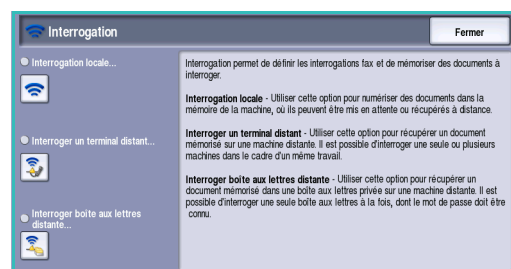 Interrogation
Fermer
Interrogation locale...
Interroger un terminal distant...
Interroger boîte aux lettres
distante...
Interrogation permet de définir les interrogations fax et de mémoriser des documents à
interroger.
Interrogation locale - Utiliser cette option pour numériser des documents dans la
mémoire de la machine, où ils peuvent être mis en attente ou récupérés à distance.
Interroger un terminal distant - Utiliser cette option pour récupérer un document
mémorisé sur une machine distante. Il est possible d'interroger une seule ou plusieurs
machines dans le cadre d'un même travail.
Interroger boîte aux lettres distante - Utiliser cette option pour récupérer un
document mémorisé dans une boîte aux lettres privée sur une machine distante. Il est
possible d'interroger une seule boîte aux lettres à la fois, dont le mot de passe doit être
connu.